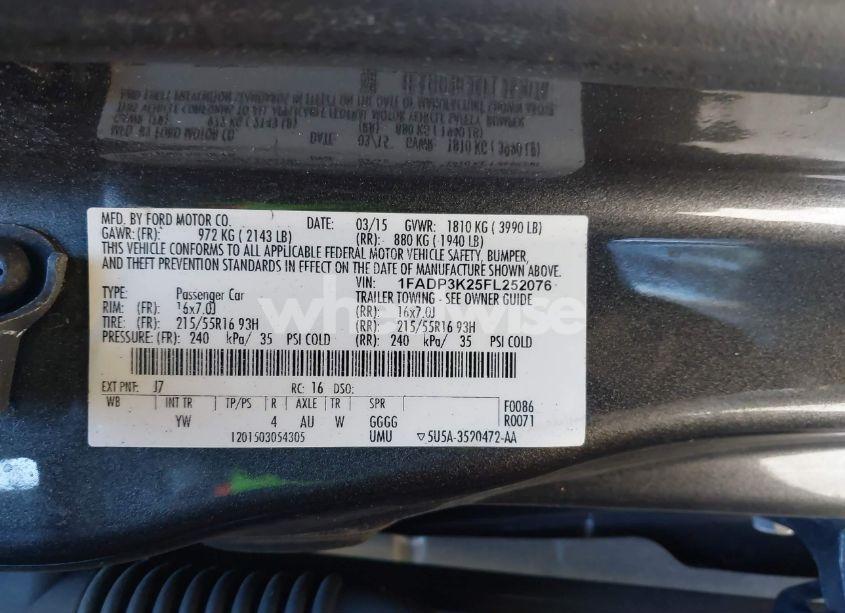 MFD. BY FORD MOTOR CO. DATE: 03/15 GVWR: 1810 KG ( 3990 LB)
GAWR: (FR): 972 KG ( 2143 LB) (RR): 880 KG ( 1940 LB)
THIS VEHICLE CONFORMS TO ALL APPLICABLE FEDERAL MOTOR VEHICLE SAFETY, BUMPER,
AND THEFT PREVENTION STANDARDS IN EFFECT ON THE DATE OF MANUFACTURE SHOWN ABOVE.
VIN: 1FADP3K25FL252076
TYPE: Passenger Car TRAILER TOWING - SEE OWNER GUIDE
RIM: (FR): 16x7.0J (RR): 16x7.0J
TIRE: (FR): 215/55R16 93H (RR): 215/55R16 93H
PRESSURE: (FR): 240 kPa/ 35 PSI COLD (RR): 240 kPa/ 35 PSI COLD
EXT PNT: J7 RC: 16 DSO:
WB INT TR TP/PS R AXLE TR SPR F0086
YW 4 AU W GGGG R0071
1201503054305 UMU ▽5U5A-3520472-AA
wheelwise